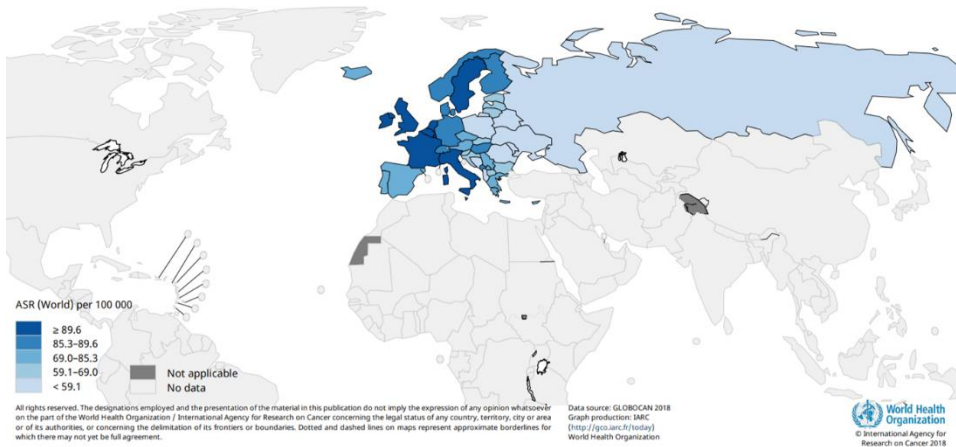 ASR (World) per 100 000
≥ 89.6
85.3–89.6
69.0–85.3
59.1–69.0
< 59.1
Not applicable
No data
All rights reserved. The designations employed and the presentation of the material in this publication do not imply the expression of any opinion whatsoever
on the part of the World Health Organization / International Agency for Research on Cancer concerning the legal status of any country, territory, city or area
or of its authorities, or concerning the delimitation of its frontiers or boundaries. Dotted and dashed lines on maps represent approximate borderlines for
which there may not yet be full agreement.
Data source: GLOBOCAN 2018
Graph production: IARC
(http://gco.iarc.fr/today)
World Health Organization
World Health
Organization
© International Agency for
Research on Cancer 2018